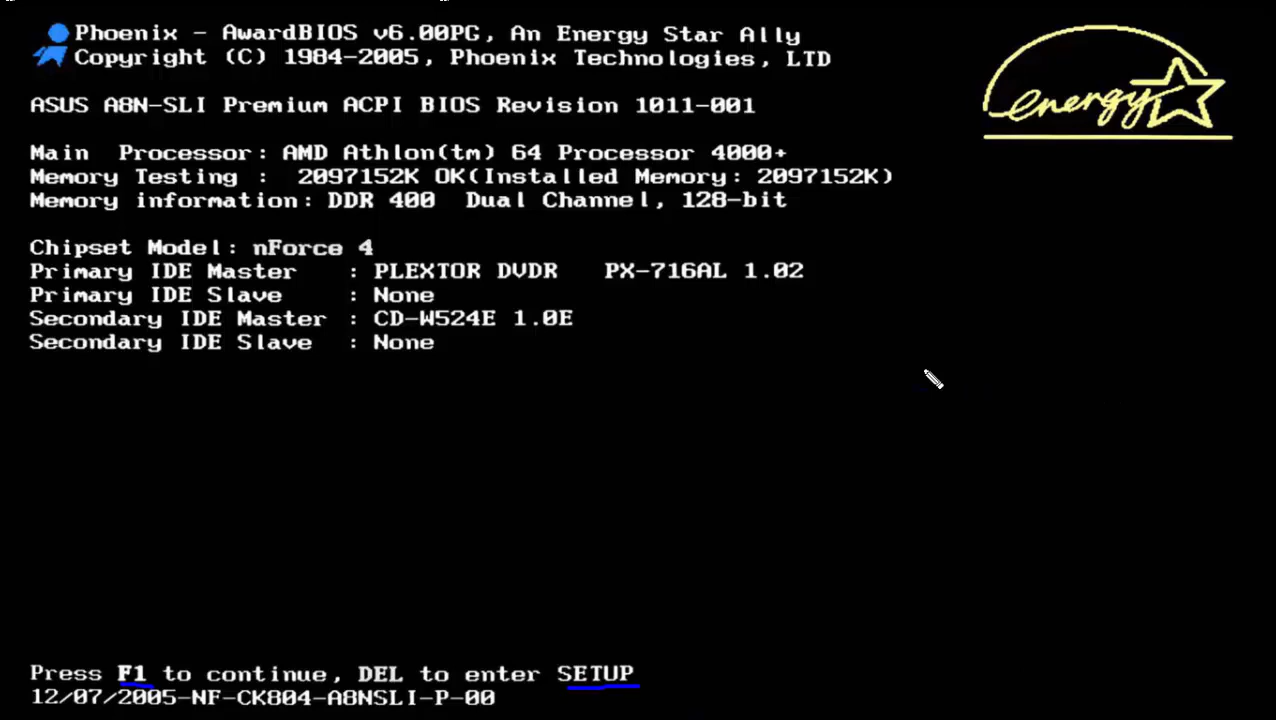 Phoenix - AwardBIOS v6.00PG, An Energy Star Ally
Copyright (C) 1984-2005, Phoenix Technologies, LTD
energy
ASUS A8N-SLI Premium ACPI BIOS Revision 1011-001
Main Processor: AMD Athlon(tm) 64 Processor 4000+
Memory Testing : 2097152K OK(Installed Memory: 2097152K)
Memory information: DDR 400 Dual Channel, 128-bit
Chipset Model: nForce 4
Primary IDE Master : PLEXTOR DVDR PX-716AL 1.02
Primary IDE Slave : None
Secondary IDE Master : CD-W524E 1.0E
Secondary IDE Slave : None
Press F1 to continue, DEL to enter SETUP
12/07/2005-NF-CK804-A8NSLI-P-00